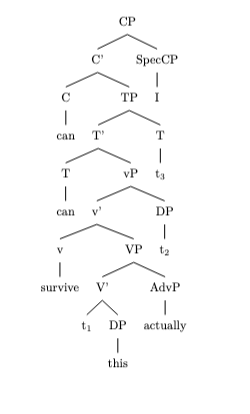 CP
C' SpecCP
C TP I
can T' T
T vP t₃
can v' DP
v VP t₂
survive V' AdvP
t₁ DP actually
this